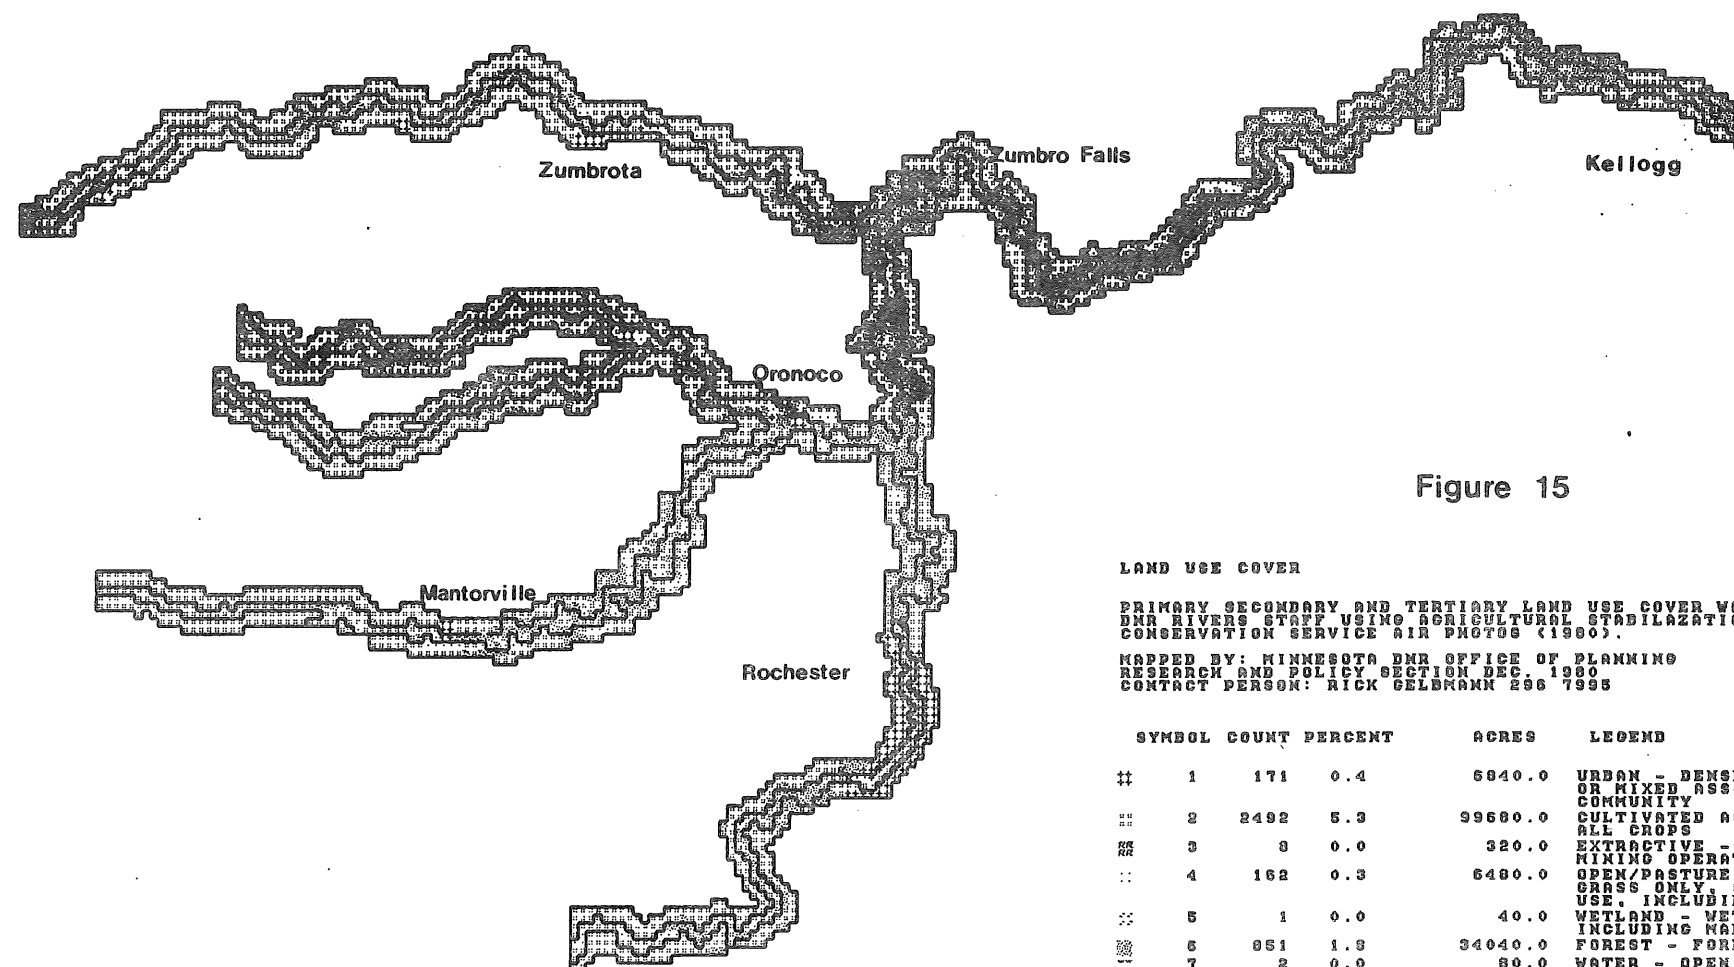 Zumbrota
Zumbro Falls
Kellogg
Oronoco
Figure 15
Mantorville
Rochester
LAND USE COVER
PRIMARY SECONDARY AND TERTIARY LAND USE COVER
DNR RIVERS STAFF USING AGRICULTURAL
CONSERVATION SERVICE AIR PHOTOS (1980).
MAPPED BY: MINNESOTA DNR OFFICE OF PLANNING
RESEARCH AND POLICY SECTION DEC. 1980
CONTACT PERSON: RICK GELBMANN 296 7995
SYMBOL COUNT PERCENT ACRES LEGEND
1 171 0.4 6840.0 URBAN - DENS
OR MIXED ASS
COMMUNITY
2 2492 5.3 99680.0 CULTIVATED A
ALL CROPS
3 8 0.0 320.0 EXTRACTIVE -
MINING OPERA
4 162 0.3 6480.0 OPEN/PASTURE
GRASS ONLY,
USE, INCLUDI
5 1 0.0 40.0 WETLAND - WE
INCLUDING MA
6 851 1.8 34040.0 FOREST - FOR
7 2 0.0 80.0 WATER - OPEN